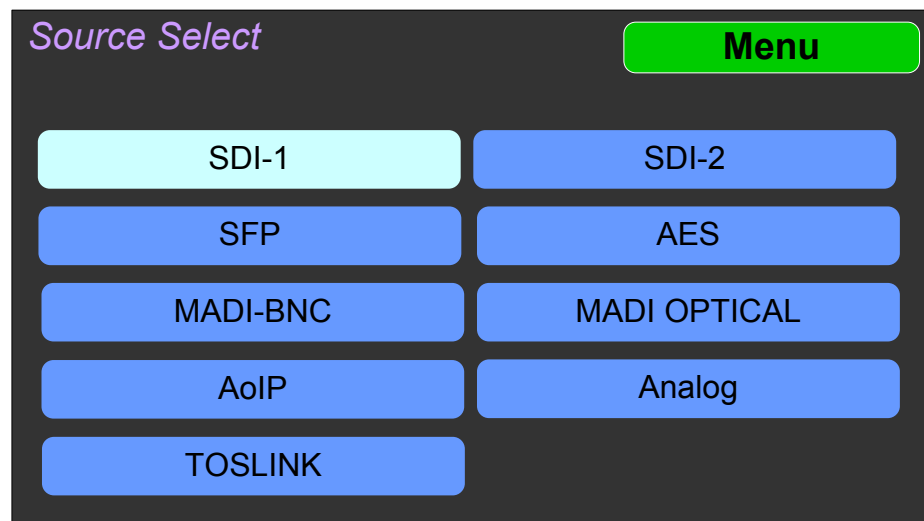 Source Select
Menu
SDI-1
SDI-2
SFP
AES
MADI-BNC
MADI OPTICAL
AoIP
Analog
TOSLINK